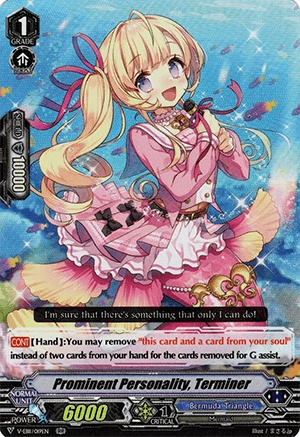 1
GRADE
BOOST
10000
I'm sure that there's something that only I can do!
CONT [Hand]:You may remove "this card and a card from your soul"
instead of two cards from your hand for the cards removed for G assist.
Prominent Personality, Terminer
NORMAL
UNIT
POWER 6000
1
CRITICAL
Bermuda Triangle
Mermaid